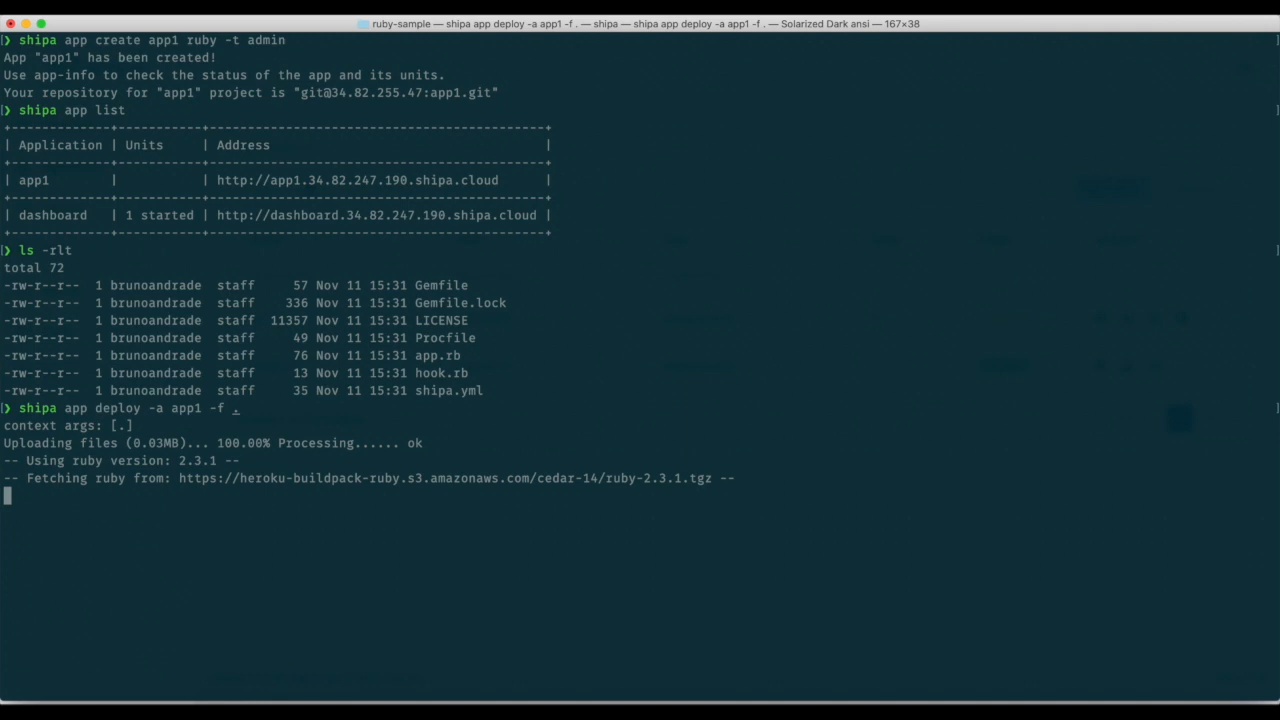 ruby-sample — shipa app deploy -a app1 -f . — shipa — shipa app deploy -a app1 -f . — Solarized Dark ansi — 167×38
❯ shipa app create app1 ruby -t admin
App "app1" has been created!
Use app-info to check the status of the app and its units.
Your repository for "app1" project is "git@34.82.255.47:app1.git"
❯ shipa app list
+-------------+-----------+--------------------------------------------+
| Application | Units     | Address                                    |
+-------------+-----------+--------------------------------------------+
| app1        |           | http://app1.34.82.247.190.shipa.cloud      |
+-------------+-----------+--------------------------------------------+
| dashboard   | 1 started | http://dashboard.34.82.247.190.shipa.cloud |
+-------------+-----------+--------------------------------------------+
❯ ls -rlt
total 72
-rw-r--r--  1 brunoandrade  staff     57 Nov 11 15:31 Gemfile
-rw-r--r--  1 brunoandrade  staff    336 Nov 11 15:31 Gemfile.lock
-rw-r--r--  1 brunoandrade  staff  11357 Nov 11 15:31 LICENSE
-rw-r--r--  1 brunoandrade  staff     49 Nov 11 15:31 Procfile
-rw-r--r--  1 brunoandrade  staff     76 Nov 11 15:31 app.rb
-rw-r--r--  1 brunoandrade  staff     13 Nov 11 15:31 hook.rb
-rw-r--r--  1 brunoandrade  staff     35 Nov 11 15:31 shipa.yml
❯ shipa app deploy -a app1 -f .
context args: [.]
Uploading files (0.03MB)... 100.00% Processing...... ok
-- Using ruby version: 2.3.1 --
-- Fetching ruby from: https://heroku-buildpack-ruby.s3.amazonaws.com/cedar-14/ruby-2.3.1.tgz --